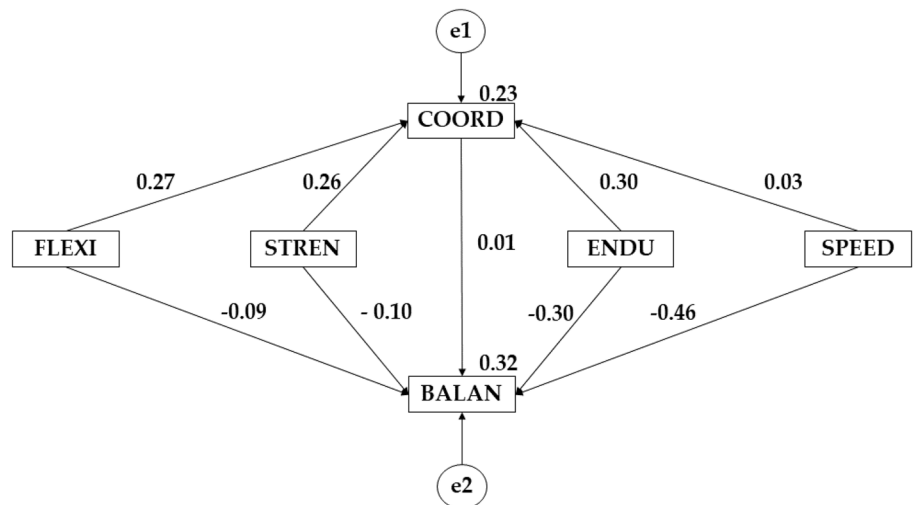 e1
0.23
COORD
0.27
0.26
0.30
0.03
FLEXI
STREN
0.01
ENDU
SPEED
-0.09
- 0.10
-0.30
-0.46
0.32
BALAN
e2